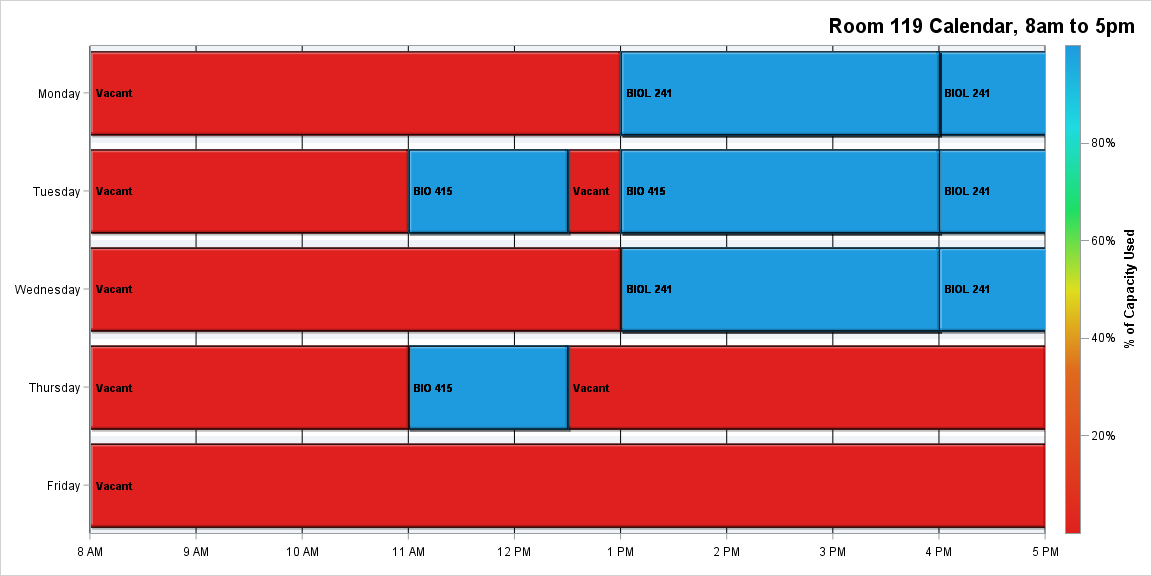 Room 119 Calendar, 8am to 5pm
Monday Vacant BIOL 241 BIOL 241
Tuesday Vacant BIO 415 Vacant BIO 415 BIOL 241
Wednesday Vacant BIOL 241 BIOL 241
Thursday Vacant BIO 415 Vacant
Friday Vacant
8 AM 9 AM 10 AM 11 AM 12 PM 1 PM 2 PM 3 PM 4 PM 5 PM
80%
60%
40%
20%
% of Capacity Used